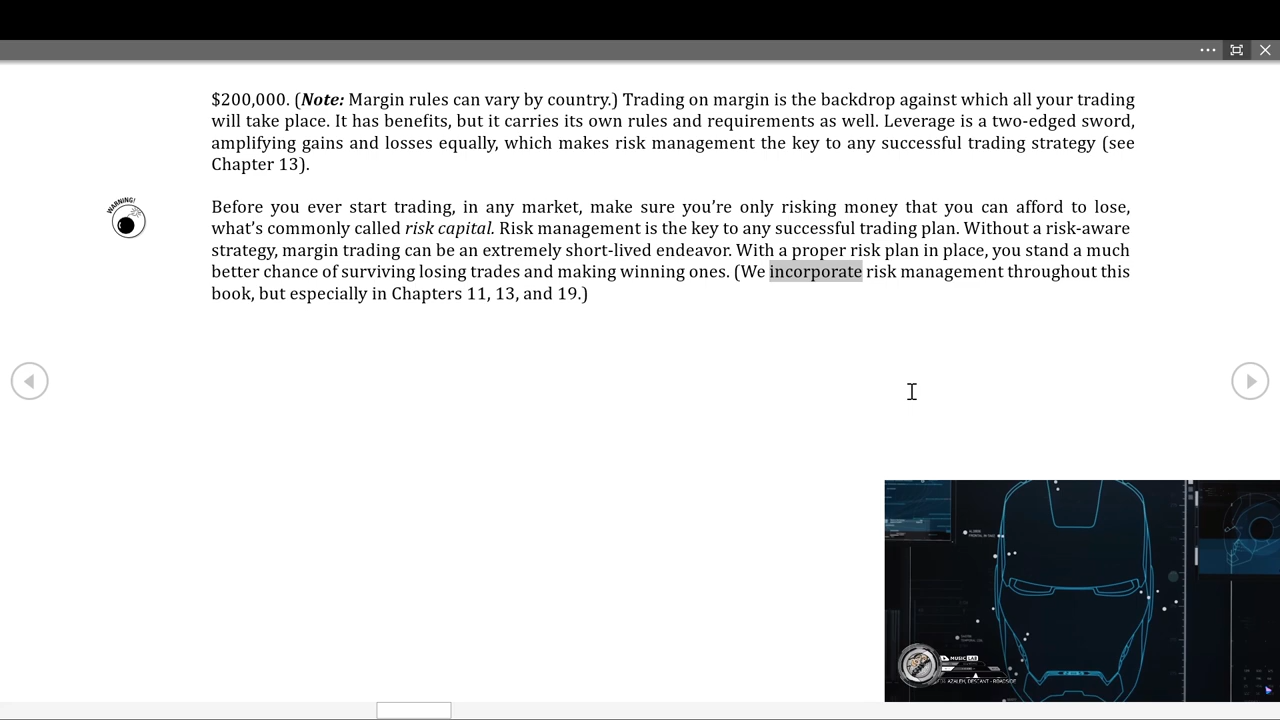 $200,000. (Note: Margin rules can vary by country.) Trading on margin is the backdrop against which all your trading
will take place. It has benefits, but it carries its own rules and requirements as well. Leverage is a two-edged sword,
amplifying gains and losses equally, which makes risk management the key to any successful trading strategy (see
Chapter 13).
WARNING!
Before you ever start trading, in any market, make sure you’re only risking money that you can afford to lose,
what’s commonly called risk capital. Risk management is the key to any successful trading plan. Without a risk-aware
strategy, margin trading can be an extremely short-lived endeavor. With a proper risk plan in place, you stand a much
better chance of surviving losing trades and making winning ones. (We incorporate risk management throughout this
book, but especially in Chapters 11, 13, and 19.)
MUSIC LAB
AZALEH, DESCANT - ROADSIDE